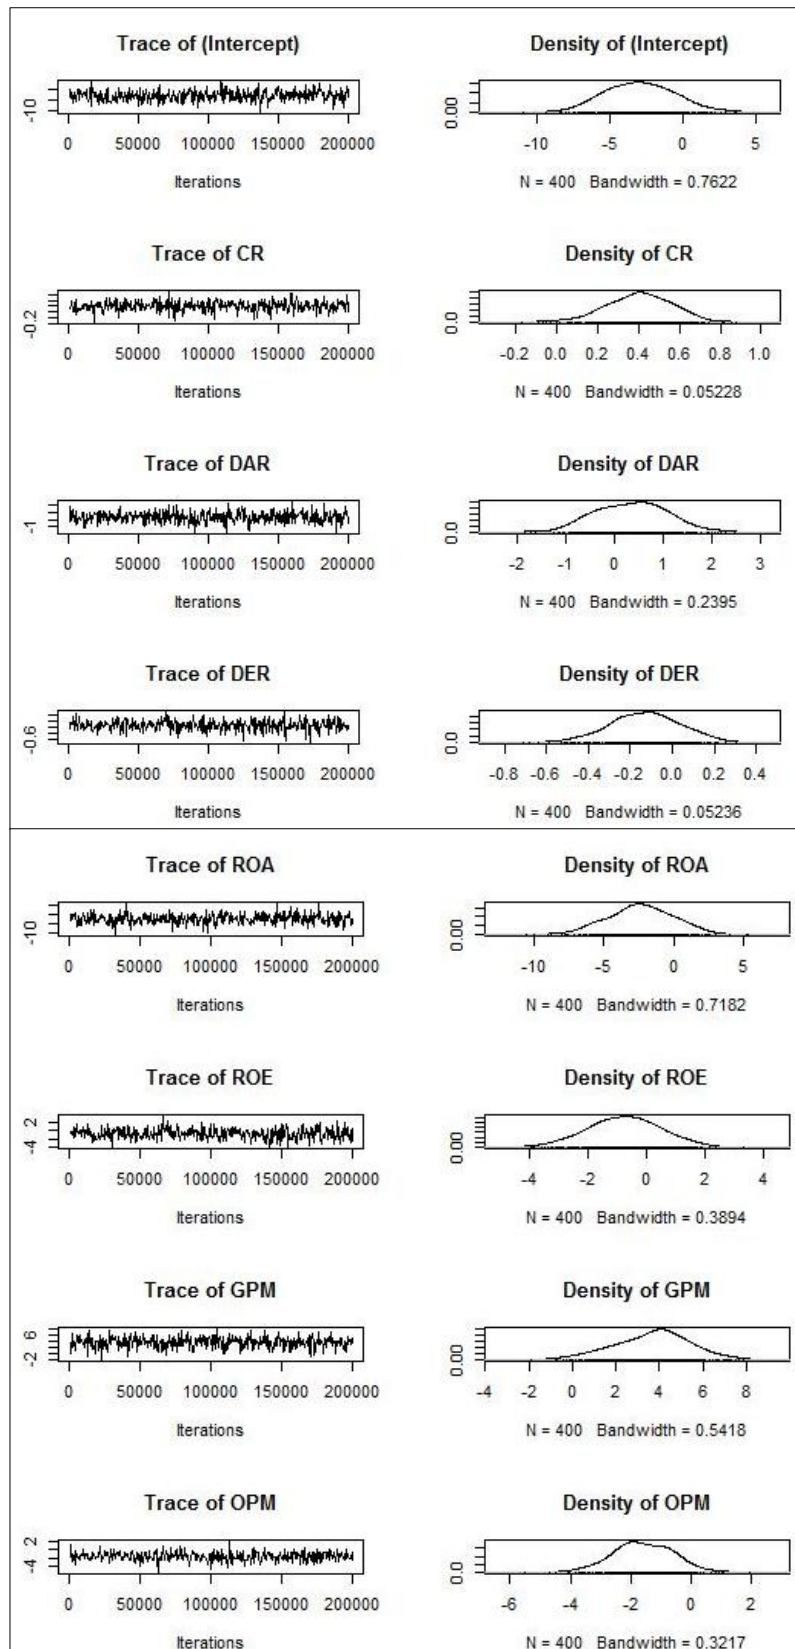 Trace of (Intercept) Density of (Intercept)
-10 0.00
0 50000 100000 150000 200000 -10 -5 0 5
Iterations N = 400 Bandwidth = 0.7622
Trace of CR Density of CR
-0.2 0.0
0 50000 100000 150000 200000 -0.2 0.0 0.2 0.4 0.6 0.8 1.0
Iterations N = 400 Bandwidth = 0.05228
Trace of DAR Density of DAR
-1 0.0
0 50000 100000 150000 200000 -2 -1 0 1 2 3
Iterations N = 400 Bandwidth = 0.2395
Trace of DER Density of DER
-0.6 0.0
0 50000 100000 150000 200000 -0.8 -0.6 -0.4 -0.2 0.0 0.2 0.4
Iterations N = 400 Bandwidth = 0.05236
Trace of ROA Density of ROA
-10 0.00
0 50000 100000 150000 200000 -10 -5 0 5
Iterations N = 400 Bandwidth = 0.7182
Trace of ROE Density of ROE
-4 2 0.00
0 50000 100000 150000 200000 -4 -2 0 2 4
Iterations N = 400 Bandwidth = 0.3894
Trace of GPM Density of GPM
-2 6 0.00
0 50000 100000 150000 200000 -4 -2 0 2 4 6 8
Iterations N = 400 Bandwidth = 0.5418
Trace of OPM Density of OPM
-4 2 0.0
0 50000 100000 150000 200000 -6 -4 -2 0 2
Iterations N = 400 Bandwidth = 0.3217